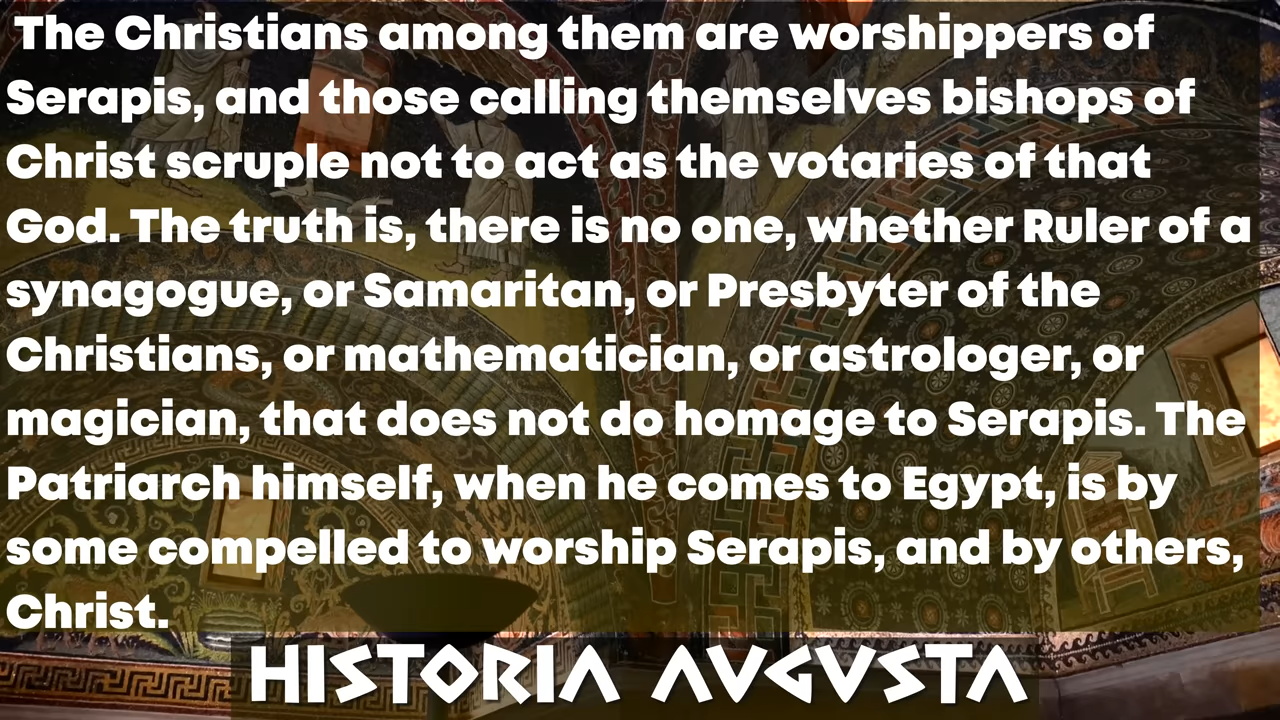 The Christians among them are worshippers of
Serapis, and those calling themselves bishops of
Christ scruple not to act as the votaries of that
God. The truth is, there is no one, whether Ruler of a
synagogue, or Samaritan, or Presbyter of the
Christians, or mathematician, or astrologer, or
magician, that does not do homage to Serapis. The
Patriarch himself, when he comes to Egypt, is by
some compelled to worship Serapis, and by others,
Christ.
HISTORIA AVGVSTA